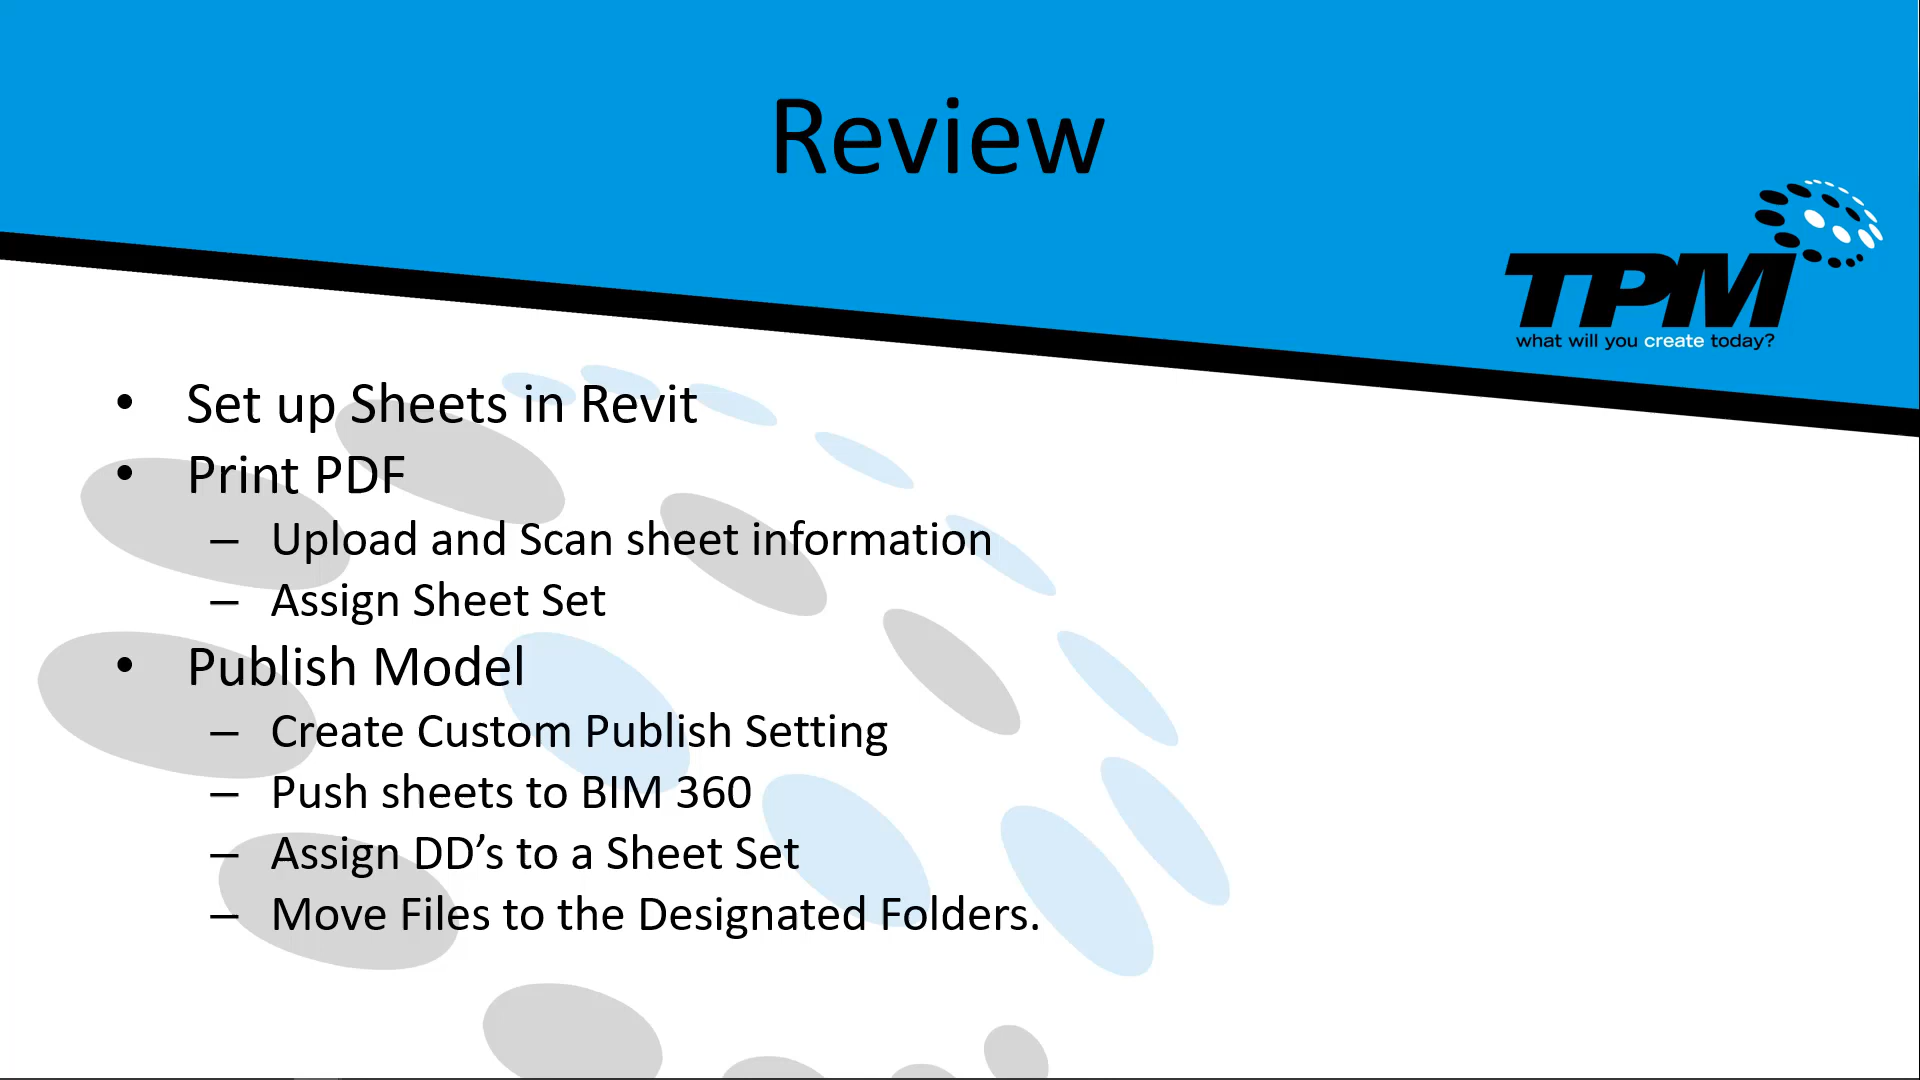 Review
TPM
what will you create today?
• Set up Sheets in Revit
• Print PDF
– Upload and Scan sheet information
– Assign Sheet Set
• Publish Model
– Create Custom Publish Setting
– Push sheets to BIM 360
– Assign DD’s to a Sheet Set
– Move Files to the Designated Folders.